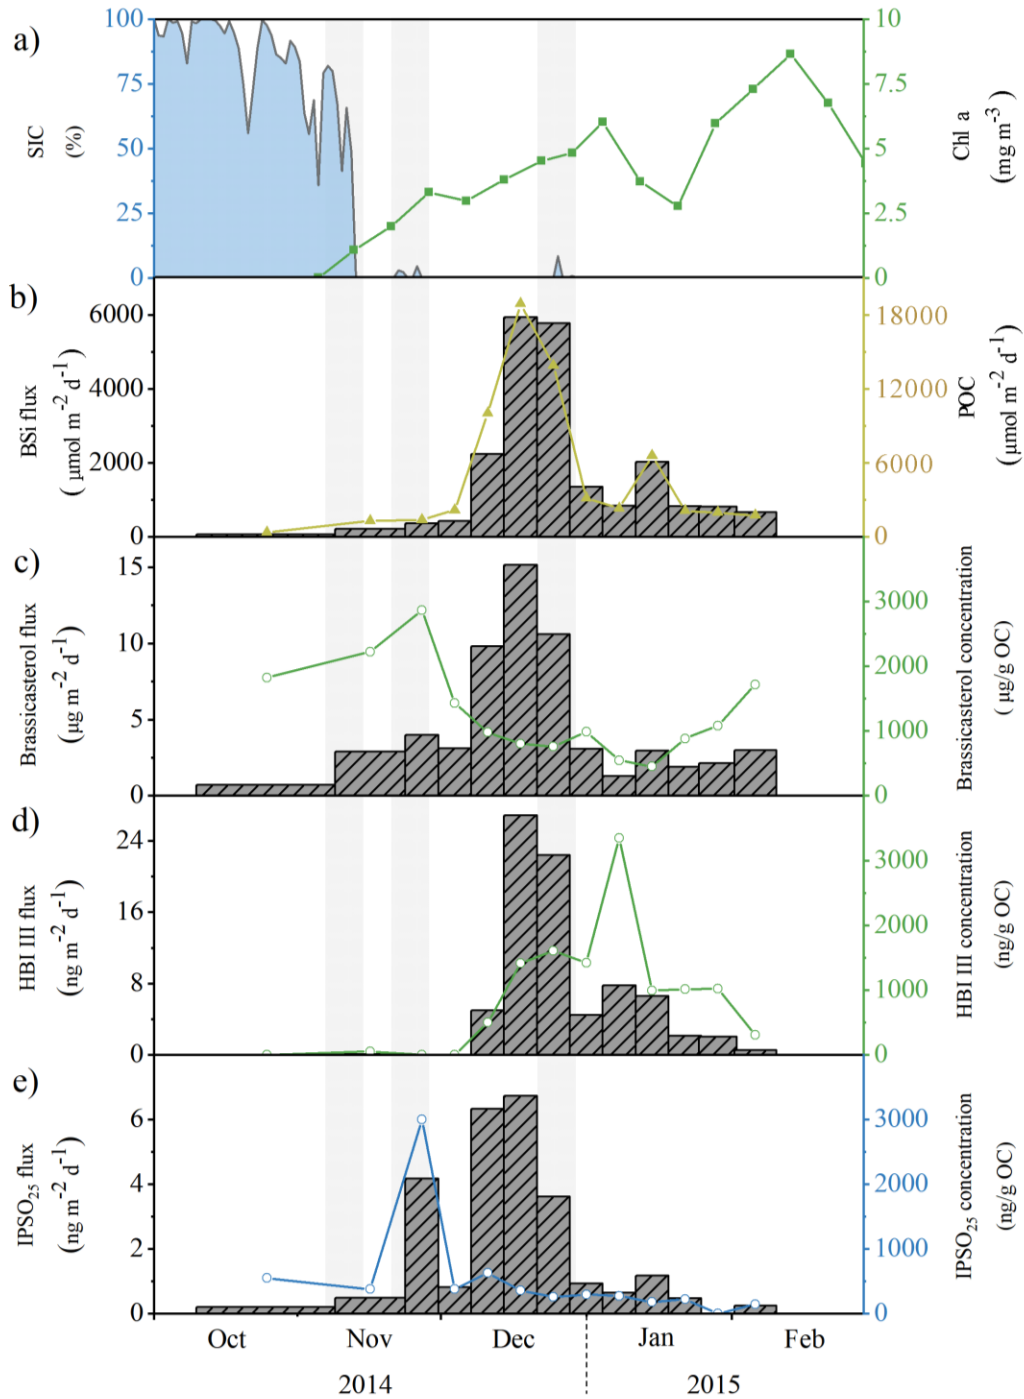 a)
100
75
50
25
0
SIC
(%)
10
7.5
5
2.5
0
Chl a
(mg m-3)
b)
6000
4000
2000
0
BSi flux
( μmol m-2 d-1)
18000
12000
6000
0
POC
(μmol m-2 d-1)
c)
15
10
5
0
Brassicasterol flux
(μg m-2 d-1)
3000
2000
1000
0
Brassicasterol concentration
( μg/g OC)
d)
24
16
8
0
HBI III flux
(ng m-2 d-1)
3000
2000
1000
0
HBI III concentration
(ng/g OC)
e)
6
4
2
0
IPSO25 flux
(ng m-2 d-1)
3000
2000
1000
0
IPSO25 concentration
(ng/g OC)
Oct Nov Dec Jan Feb
2014 2015